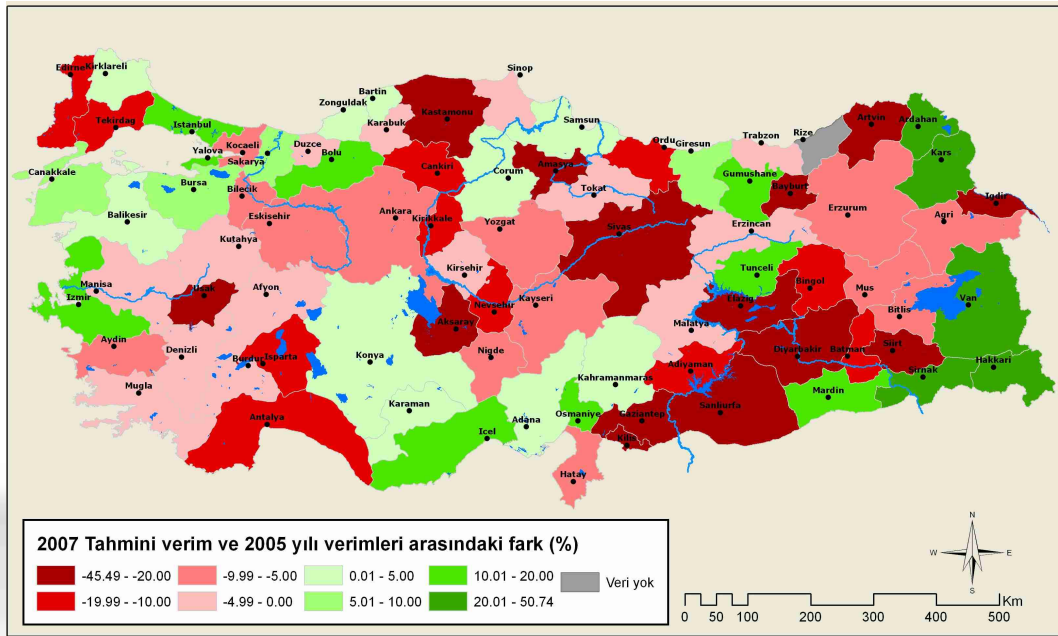 Edirne
Kirklareli
Tekirdag
Istanbul
Yalova
Kocaeli
Sakarya
Duzce
Bolu
Zonguldak
Bartin
Karabuk
Kastamonu
Sinop
Samsun
Cankiri
Corum
Amasya
Tokat
Ordu
Giresun
Trabzon
Rize
Artvin
Ardahan
Kars
Gumushane
Bayburt
Erzurum
Igdir
Agri
Canakkale
Bursa
Bilecik
Balikesir
Eskisehir
Kutahya
Ankara
Kirikkale
Yozgat
Sivas
Erzincan
Tunceli
Bingol
Mus
Van
Bitlis
Manisa
Izmir
Usak
Afyon
Kirsehir
Nevsehir
Kayseri
Aksaray
Malatya
Elazig
Diyarbakir
Batman
Siirt
Hakkari
Sirnak
Aydin
Denizli
Burdur
Isparta
Konya
Nigde
Kahramanmaras
Adiyaman
Mardin
Mugla
Antalya
Karaman
Icel
Adana
Osmaniye
Gaziantep
Sanliurfa
Kilis
Hatay
2007 Tahmini verim ve 2005 yılı verimleri arasındaki fark (%)
-45.49 - -20.00
-9.99 - -5.00
0.01 - 5.00
10.01 - 20.00
Veri yok
-19.99 - -10.00
-4.99 - 0.00
5.01 - 10.00
20.01 - 50.74
N
W
E
S
0 50 100 200 300 400 500
Km